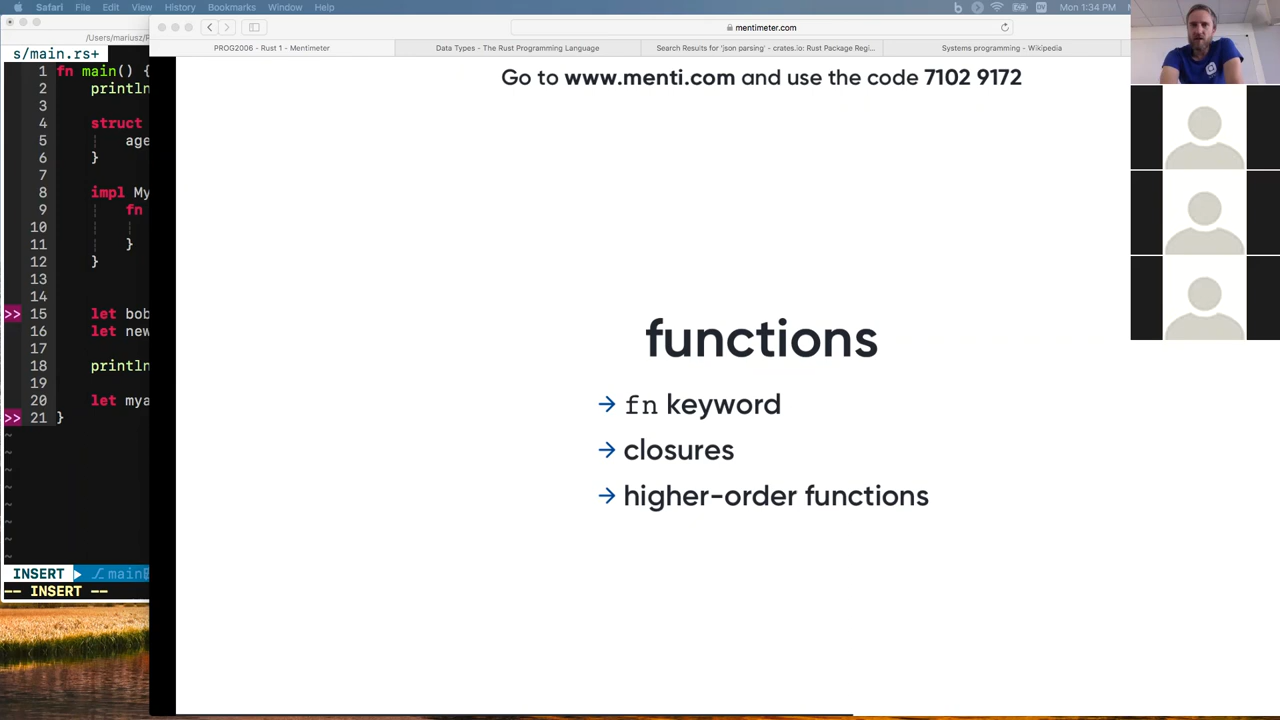 Safari File Edit View History Bookmarks Window Help Mon 1:34 PM
mentimeter.com
/Users/mariusz/P
PROG2006 - Rust 1 - Mentimeter Data Types - The Rust Programming Language Search Results for 'json parsing' - crates.io: Rust Package Regi... Systems programming - Wikipedia
s/main.rs+
1 fn main() {
2 println
3
4 struct
5 age
6 }
7
8 impl My
9 fn
10
11 }
12 }
13
14
>> 15 let bob
16 let new
17
18 println
19
20 let mya
>> 21 }
~
~
~
~
~
~
~
~
INSERT main
-- INSERT --
Go to www.menti.com and use the code 7102 9172
functions
→ fn keyword
→ closures
→ higher-order functions